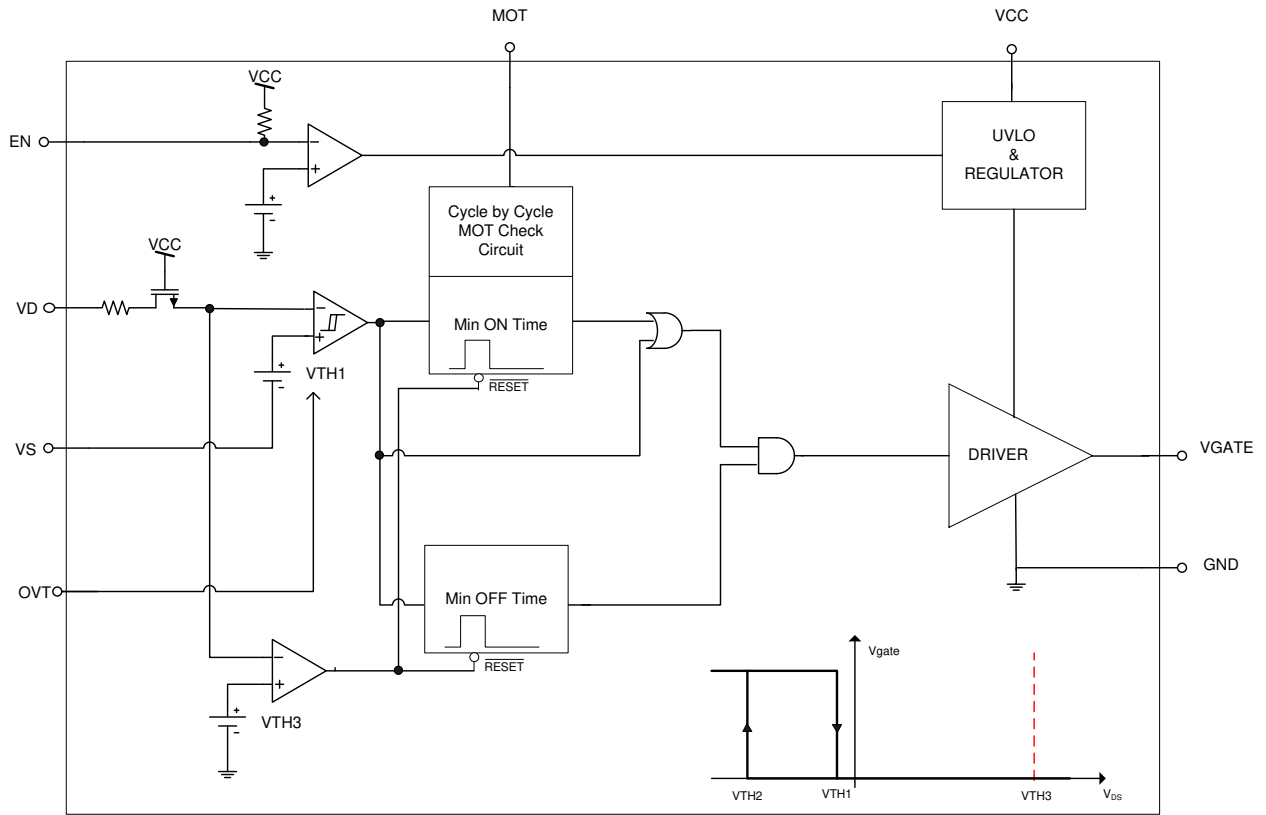 MOT
VCC
VCC
EN
−
+
+
-
UVLO
&
REGULATOR
Cycle by Cycle
MOT Check
Circuit
VCC
VD
−
+
Min ON Time
+
-
VTH1
RESET
VS
DRIVER
VGATE
OVT
Min OFF Time
GND
RESET
−
+
+
-
VTH3
Vgate
VTH2
VTH1
VTH3
VDS